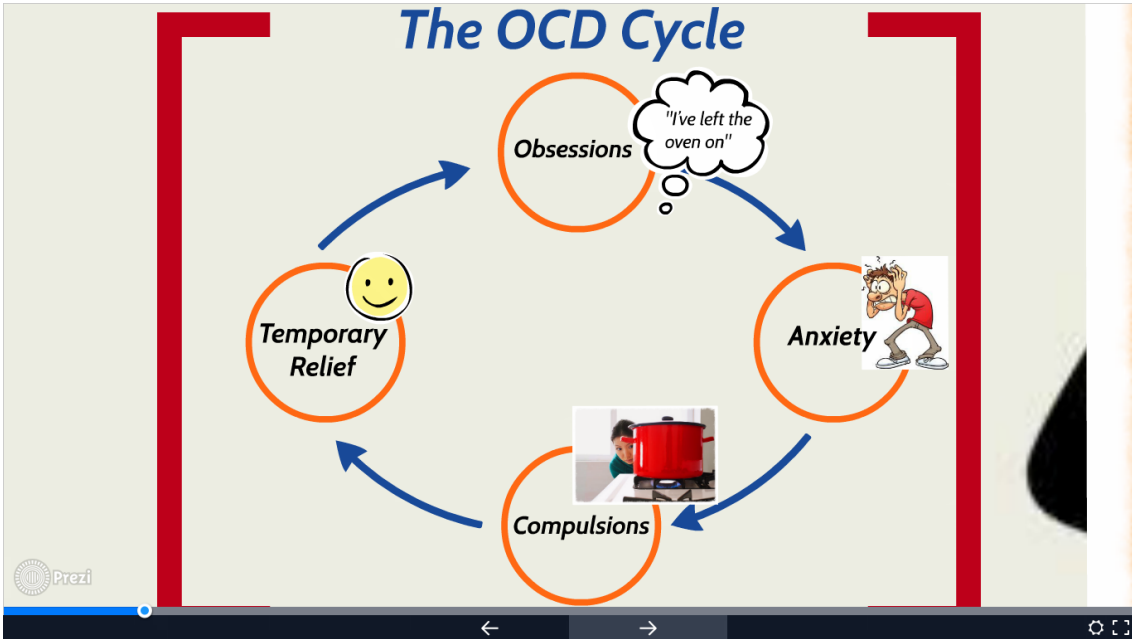 The OCD Cycle
Obsessions
"I've left the
oven on"
Anxiety
Compulsions
Temporary
Relief
Prezi